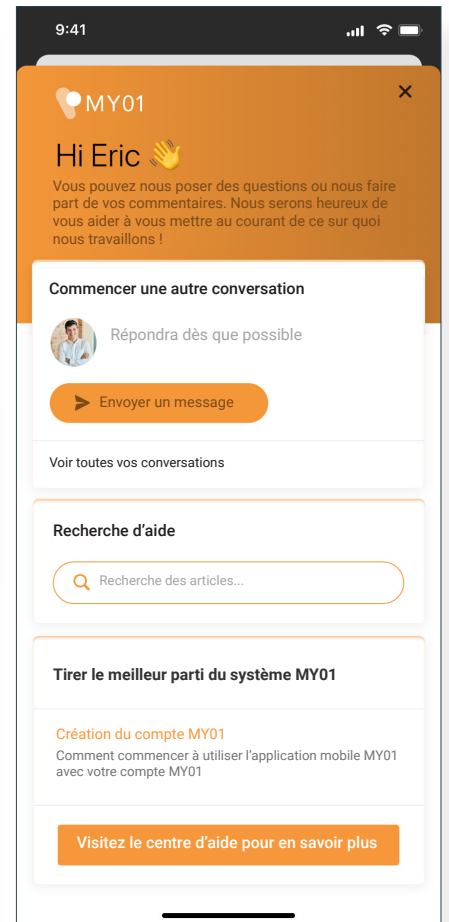 9:41
MY01
Hi Eric 👋
Vous pouvez nous poser des questions ou nous faire
part de vos commentaires. Nous serons heureux de
vous aider à vous mettre au courant de ce sur quoi
nous travaillons !
Commencer une autre conversation
Répondra dès que possible
Envoyer un message
Voir toutes vos conversations
Recherche d’aide
Recherche des articles...
Tirer le meilleur parti du système MY01
Création du compte MY01
Comment commencer à utiliser l’application mobile MY01
avec votre compte MY01
Visitez le centre d’aide pour en savoir plus